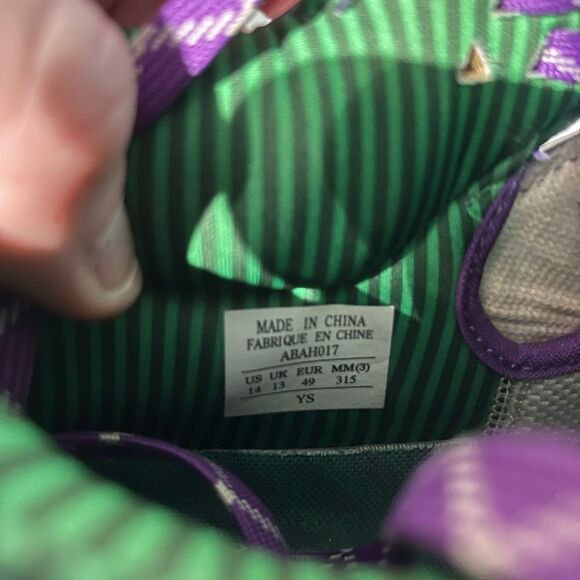 MADE IN CHINA
FABRIQUE EN CHINE
ABAH017
US UK EUR MM(3)
14 13 49 315
YS